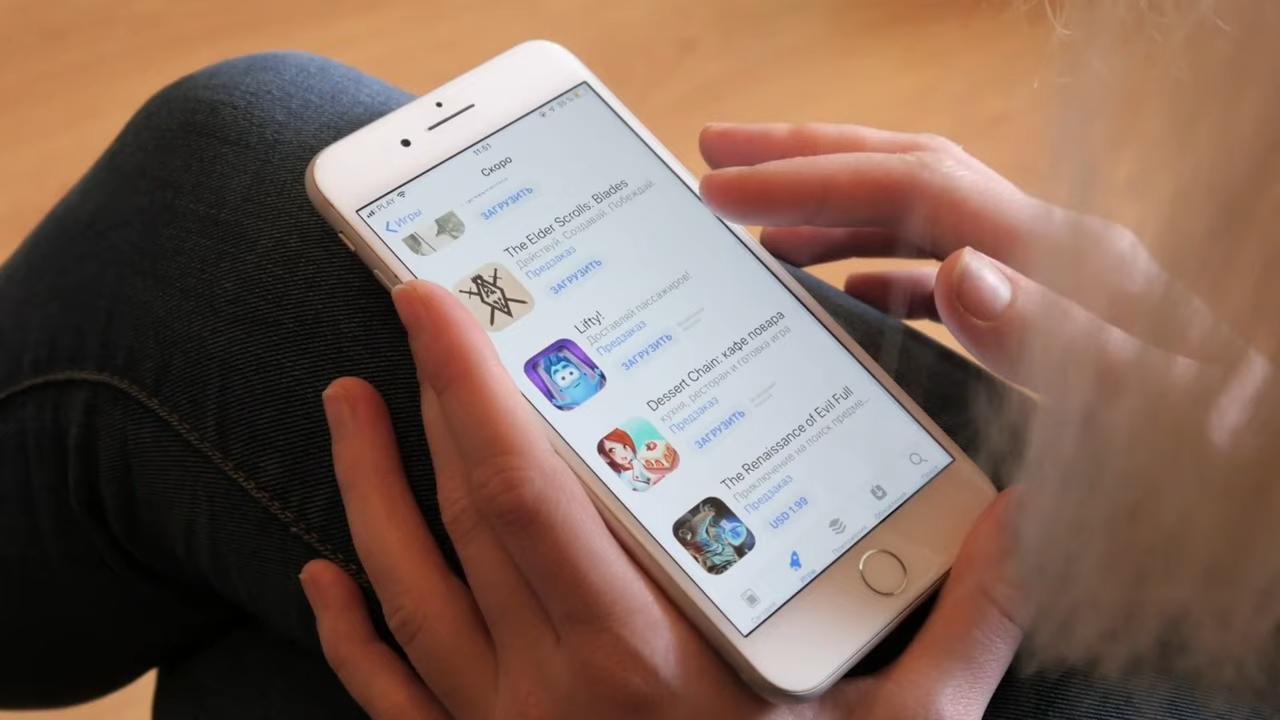 PLAY
11:51
Игры
Скоро
ЗАГРУЗИТЬ
The Elder Scrolls: Blades
Действуй. Создавай. Побеждай.
Предзаказ
ЗАГРУЗИТЬ
Lifty!
Доставляй пассажиров!
Предзаказ
ЗАГРУЗИТЬ
Dessert Chain: кафе повара
кухня, ресторан и готовка игра
Предзаказ
ЗАГРУЗИТЬ
The Renaissance of Evil Full
Приключение на поиск предме...
Предзаказ
USD 1.99